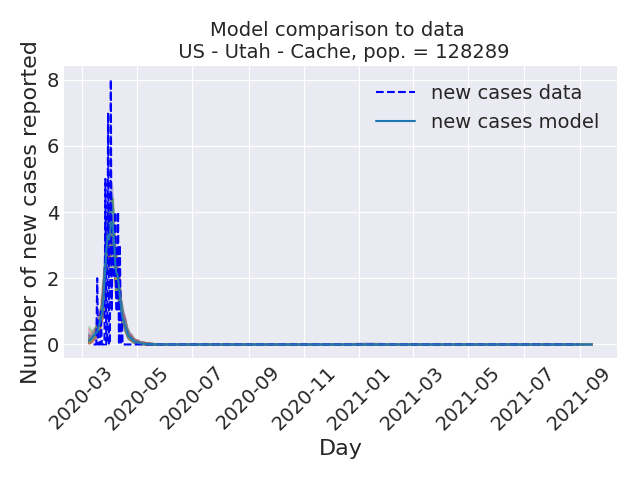 Model comparison to data
US - Utah - Cache, pop. = 128289
Number of new cases reported
8
6
4
2
0
new cases data
new cases model
2020-03
2020-05
2020-07
2020-09
2020-11
2021-01
2021-03
2021-05
2021-07
2021-09
Day